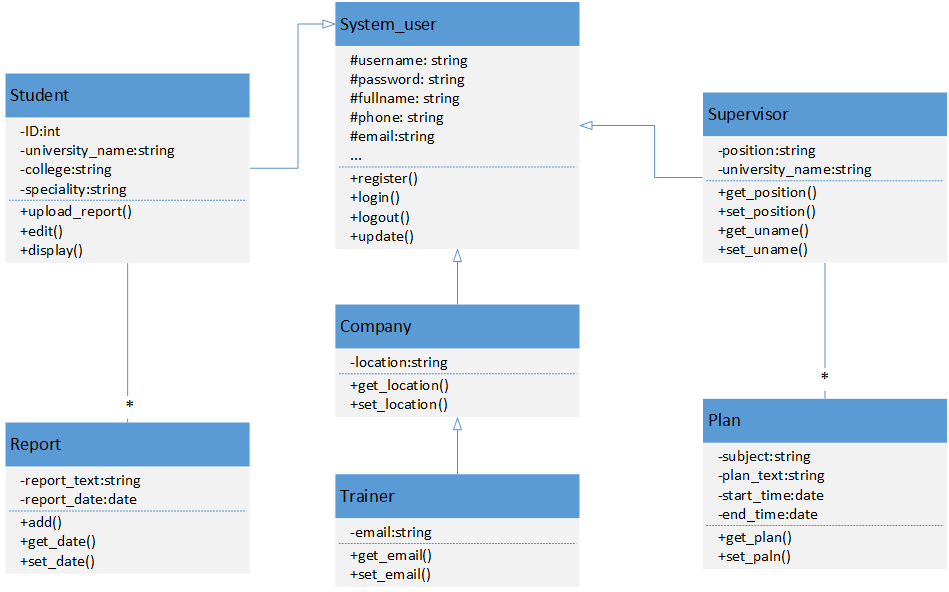 System_user
#username: string
#password: string
#fullname: string
#phone: string
#email:string
...
+register()
+login()
+logout()
+update()
Student
-ID:int
-university_name:string
-college:string
-speciality:string
+upload_report()
+edit()
+display()
Supervisor
-position:string
-university_name:string
+get_position()
+set_position()
+get_uname()
+set_uname()
Company
-location:string
+get_location()
+set_location()
*
*
Report
-report_text:string
-report_date:date
+add()
+get_date()
+set_date()
Trainer
-email:string
+get_email()
+set_email()
Plan
-subject:string
-plan_text:string
-start_time:date
-end_time:date
+get_plan()
+set_paln()